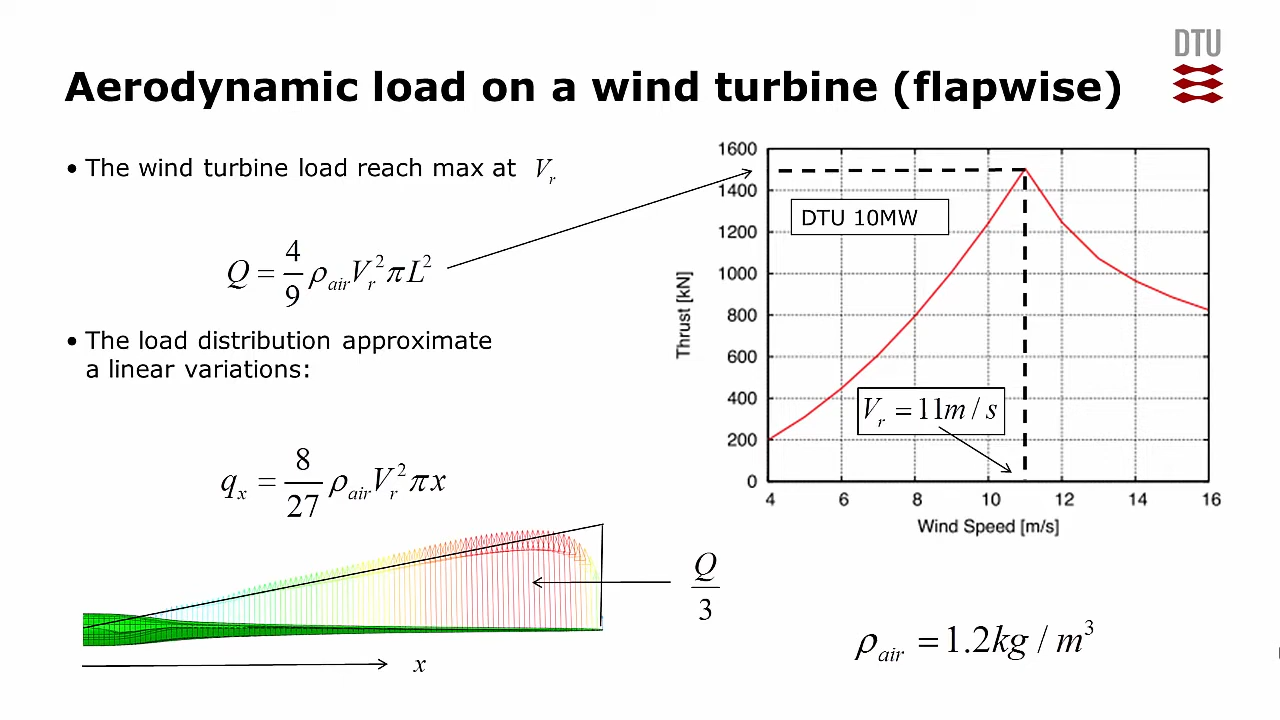 DTU
Aerodynamic load on a wind turbine (flapwise)
• The wind turbine load reach max at V_r
Q = 4/9 ρ_air V_r^2 π L^2
• The load distribution approximate
a linear variations:
q_x = 8/27 ρ_air V_r^2 π x
x
Q/3
1600
1400
1200
1000
800
600
400
200
0
Thrust [kN]
DTU 10MW
V_r = 11m / s
4 6 8 10 12 14 16
Wind Speed [m/s]
ρ_air = 1.2kg / m^3